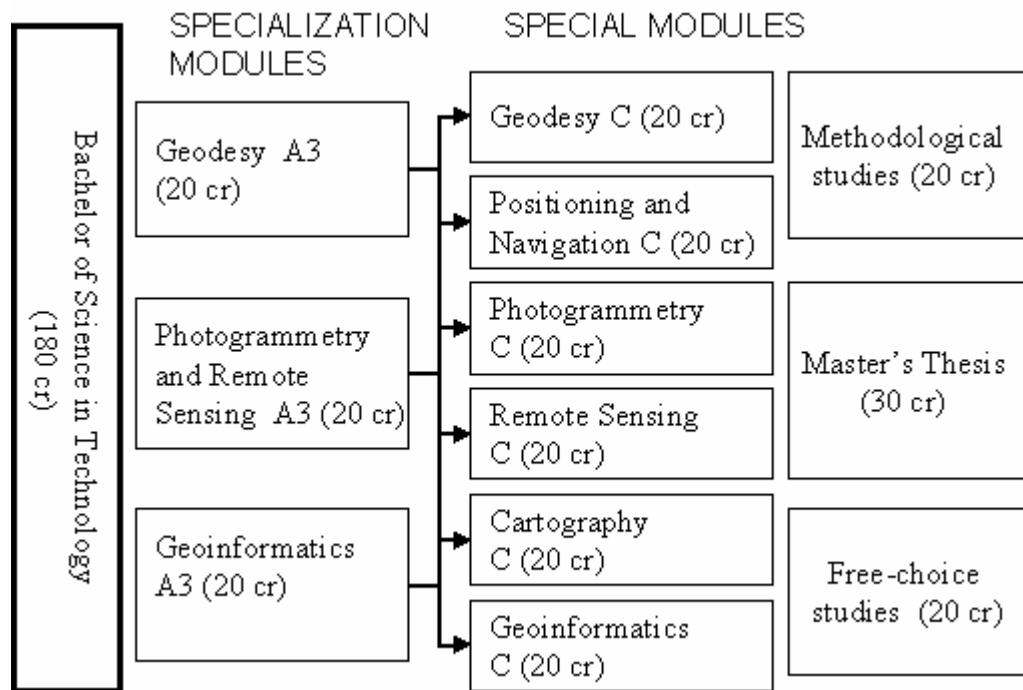 SPECIALIZATION
MODULES
SPECIAL MODULES
Bachelor of Science in Technology
(180 cr)
Geodesy A3
(20 cr)
Photogrammetry
and Remote
Sensing A3 (20 cr)
Geoinformatics
A3 (20 cr)
Geodesy C (20 cr)
Positioning and
Navigation C (20 cr)
Photogrammetry
C (20 cr)
Remote Sensing
C (20 cr)
Cartography
C (20 cr)
Geoinformatics
C (20 cr)
Methodological
studies (20 cr)
Master's Thesis
(30 cr)
Free-choice
studies (20 cr)